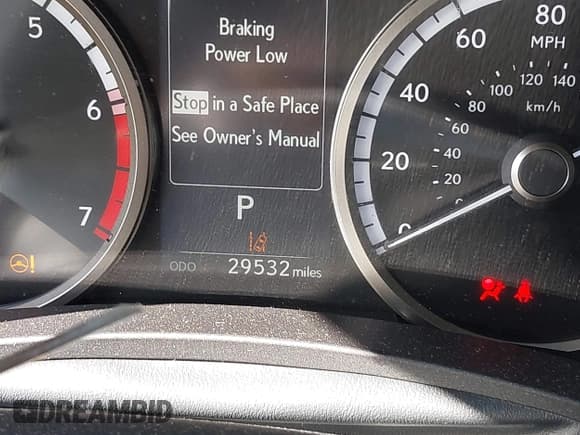 Braking
Power Low
Stop in a Safe Place
See Owner's Manual
5
6
7
P
ODO 29532 miles
80
60
MPH
40
20
0
140
120
100
80
km/h
60
40
20
DREAMBID